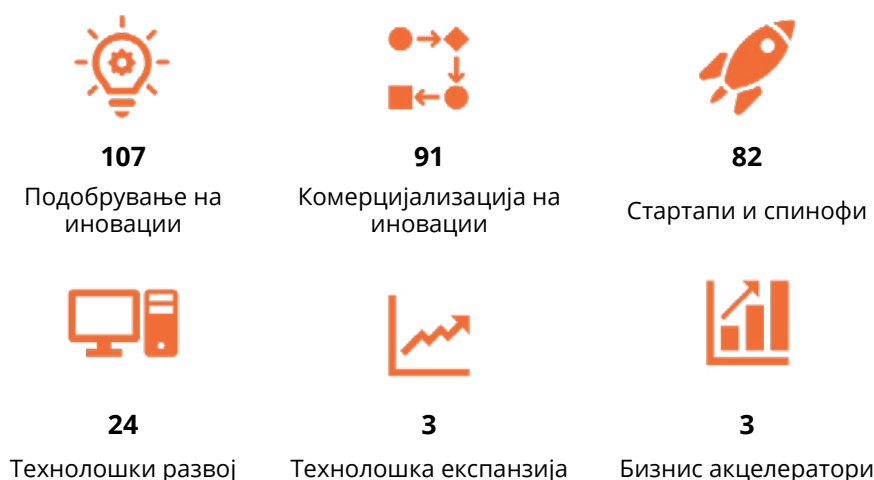 107
Подобрување на
иновации
91
Комерцијализација на
иновации
82
Стартапи и спинофи
24
Технолошки развој
3
Технолошка експанзија
3
Бизнис акцелератори